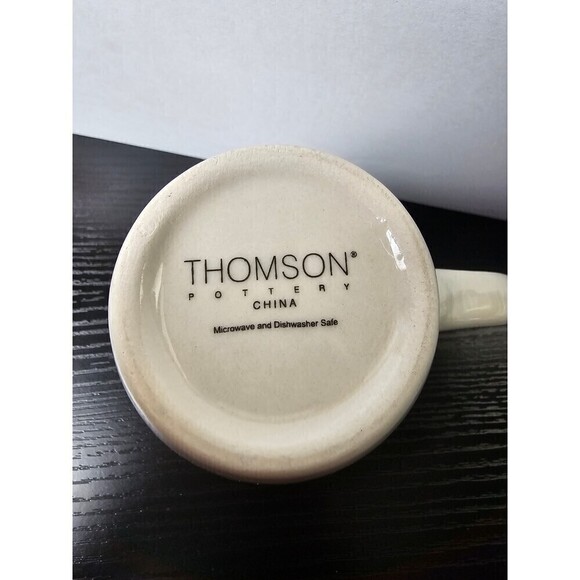 THOMSON®
POTTERY
CHINA
Microwave and Dishwasher Safe